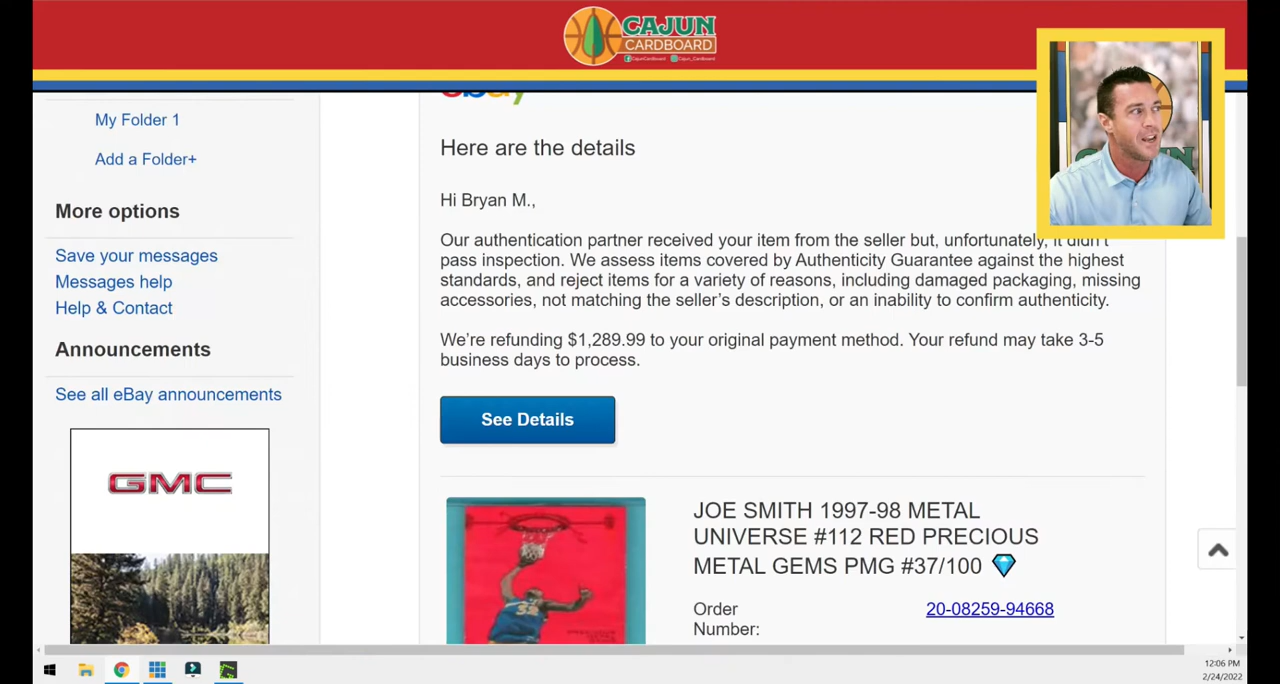 CAJUN
CARDBOARD
CajunCardboard Cajun_Cardboard
ebay
My Folder 1
Add a Folder+
More options
Save your messages
Messages help
Help & Contact
Announcements
See all eBay announcements
GMC
Here are the details
Hi Bryan M.,
Our authentication partner received your item from the seller but, unfortunately, it didn't
pass inspection. We assess items covered by Authenticity Guarantee against the highest
standards, and reject items for a variety of reasons, including damaged packaging, missing
accessories, not matching the seller's description, or an inability to confirm authenticity.
We're refunding $1,289.99 to your original payment method. Your refund may take 3-5
business days to process.
See Details
JOE SMITH 1997-98 METAL
UNIVERSE #112 RED PRECIOUS
METAL GEMS PMG #37/100
Order
Number:
20-08259-94668
12:06 PM
2/24/2022